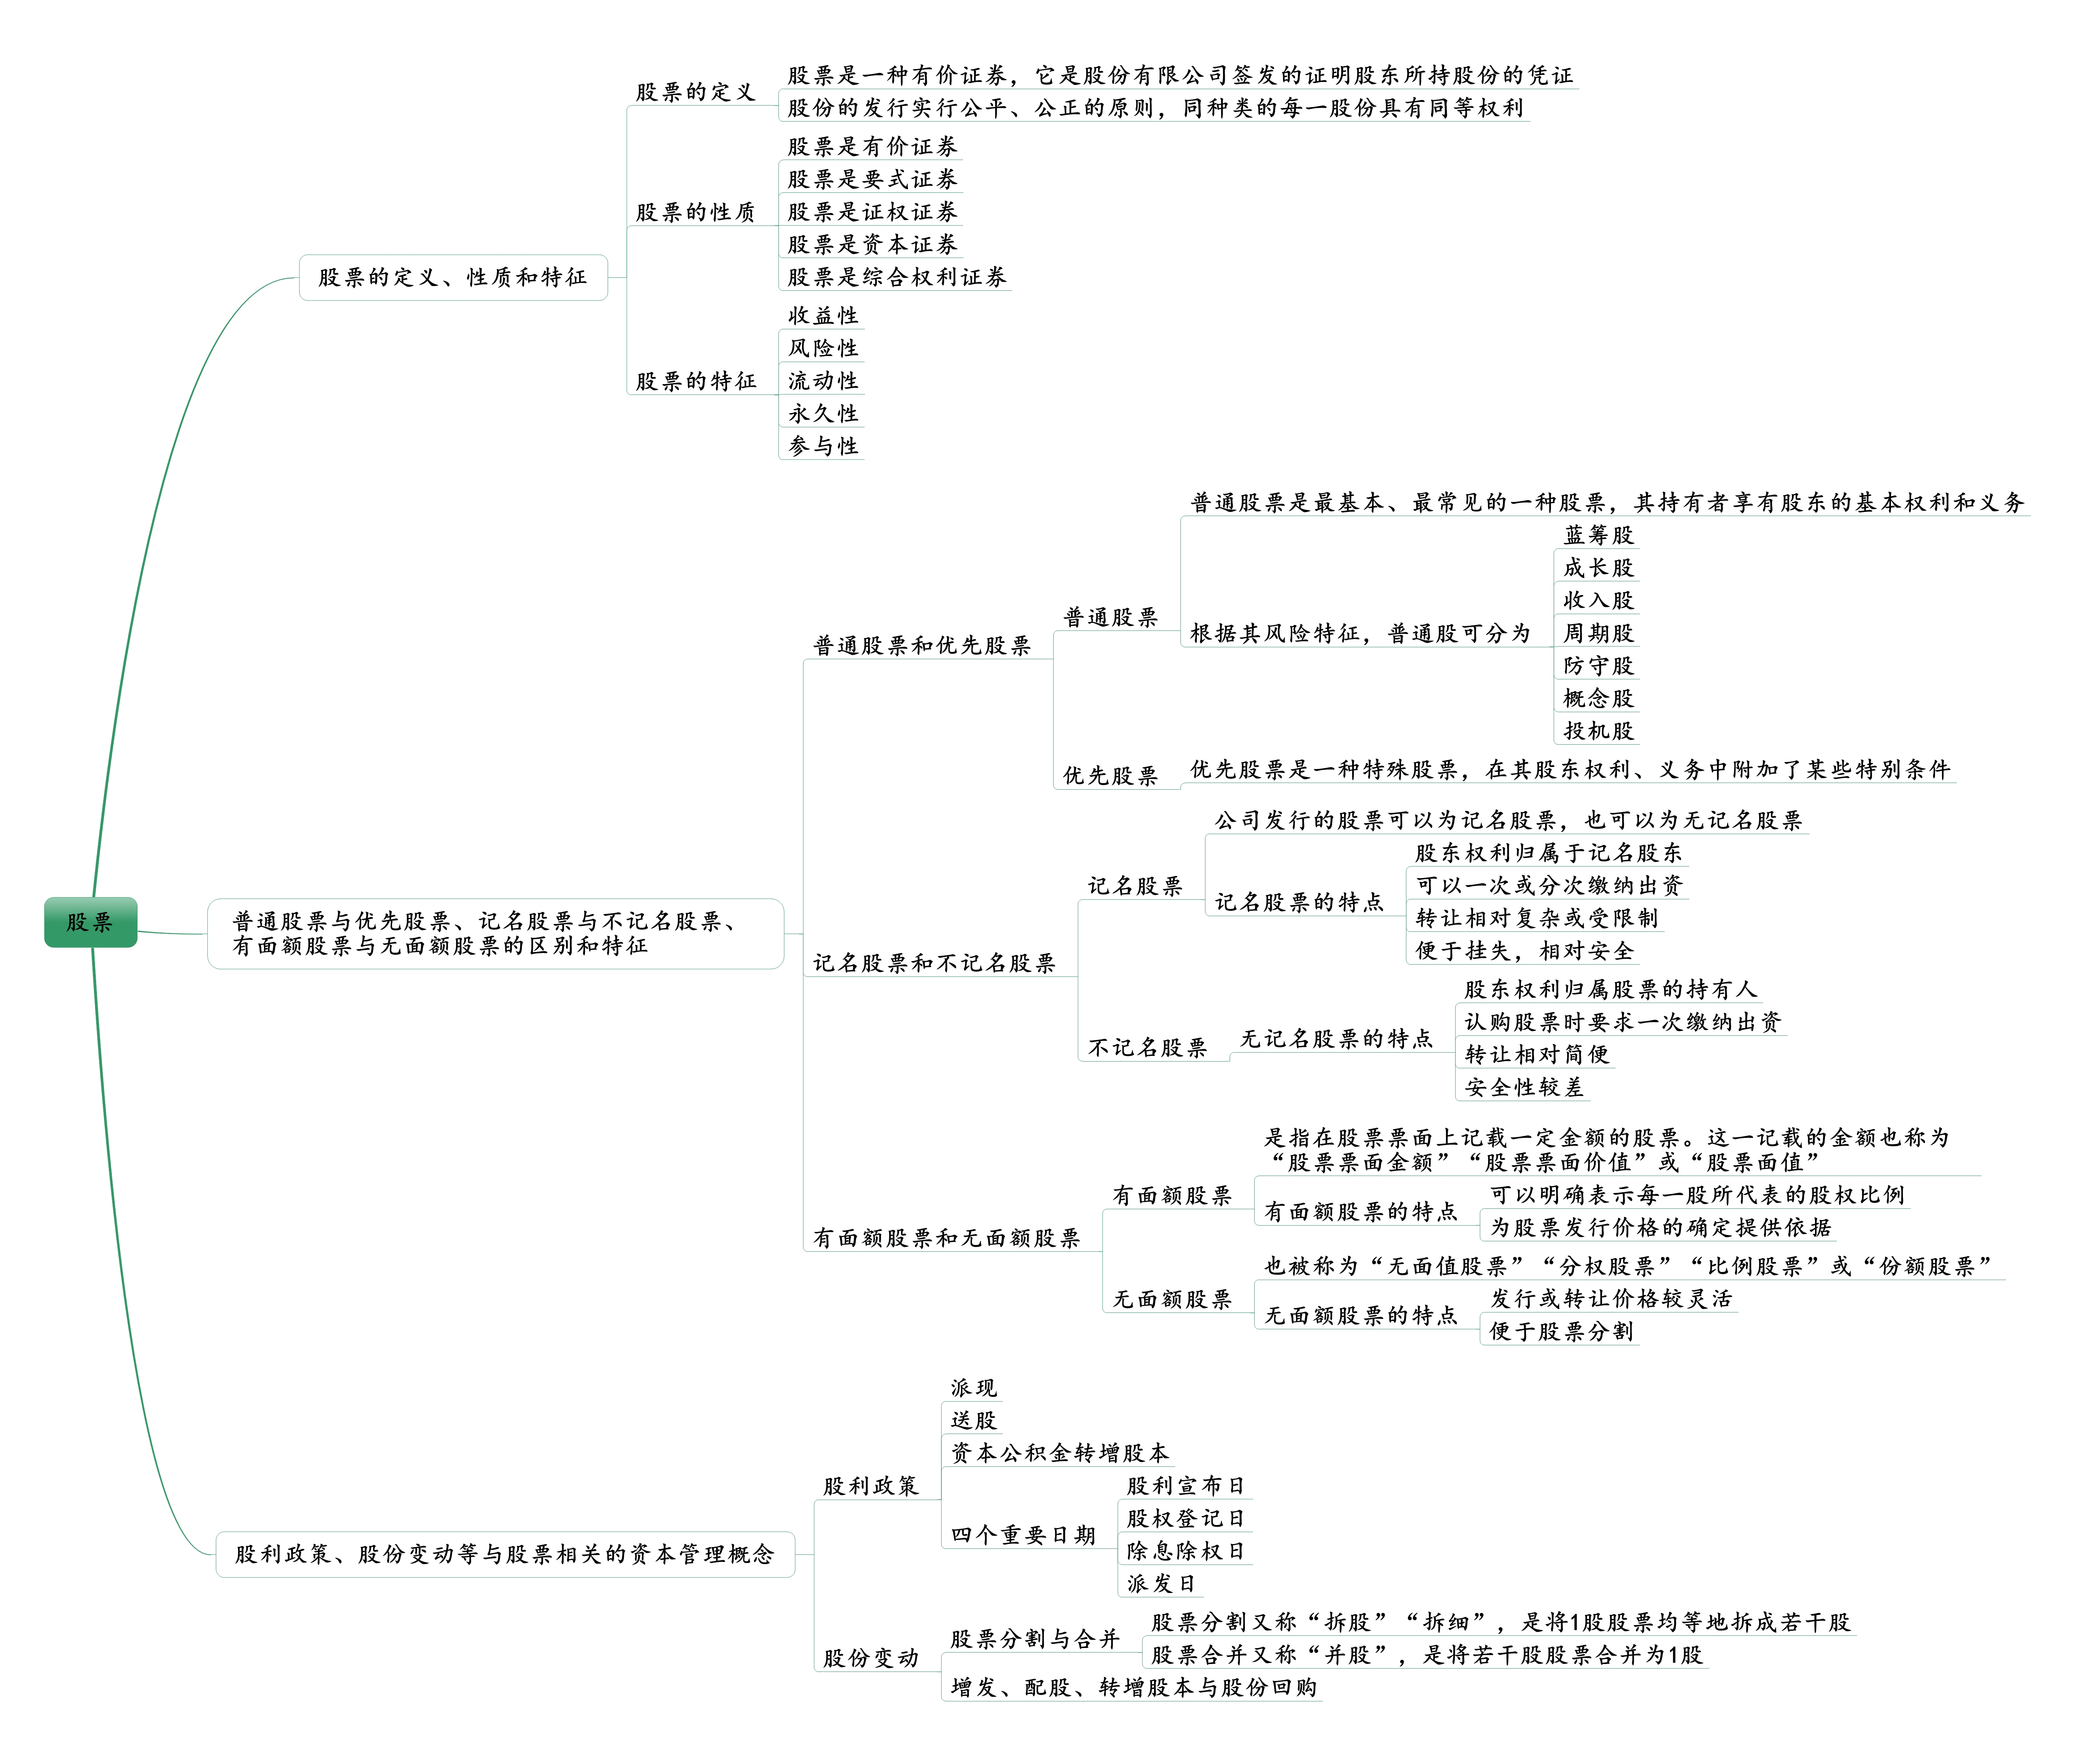 股票
股票的定义、性质和特征
股票的定义
股票是一种有价证券，它是股份有限公司签发的证明股东所持股份的凭证
股份的发行实行公平、公正的原则，同种类的每一股份具有同等权利
股票的性质
股票是有价证券
股票是要式证券
股票是证权证券
股票是资本证券
股票是综合权利证券
股票的特征
收益性
风险性
流动性
永久性
参与性
普通股票与优先股票、记名股票与不记名股票、
有面额股票与无面额股票的区别和特征
普通股票和优先股票
普通股票
普通股票是最基本、最常见的一种股票，其持有者享有股东的基本权利和义务
根据其风险特征，普通股可分为
蓝筹股
成长股
收入股
周期股
防守股
概念股
投机股
优先股票
优先股票是一种特殊股票，在其股东权利、义务中附加了某些特别条件
记名股票和不记名股票
记名股票
公司发行的股票可以为记名股票，也可以为无记名股票
记名股票的特点
股东权利归属于记名股东
可以一次或分次缴纳出资
转让相对复杂或受限制
便于挂失，相对安全
不记名股票
无记名股票的特点
股东权利归属股票的持有人
认购股票时要求一次缴纳出资
转让相对简便
安全性较差
有面额股票和无面额股票
有面额股票
是指在股票票面上记载一定金额的股票。这一记载的金额也称为
“股票票面金额”“股票票面价值”或“股票面值”
有面额股票的特点
可以明确表示每一股所代表的股权比例
为股票发行价格的确定提供依据
无面额股票
也被称为“无面值股票”“分权股票”“比例股票”或“份额股票”
无面额股票的特点
发行或转让价格较灵活
便于股票分割
股利政策、股份变动等与股票相关的资本管理概念
股利政策
派现
送股
资本公积金转增股本
四个重要日期
股利宣布日
股权登记日
除息除权日
派发日
股份变动
股票分割与合并
股票分割又称“拆股”“拆细”，是将1股股票均等地拆成若干股
股票合并又称“并股”，是将若干股股票合并为1股
增发、配股、转增股本与股份回购